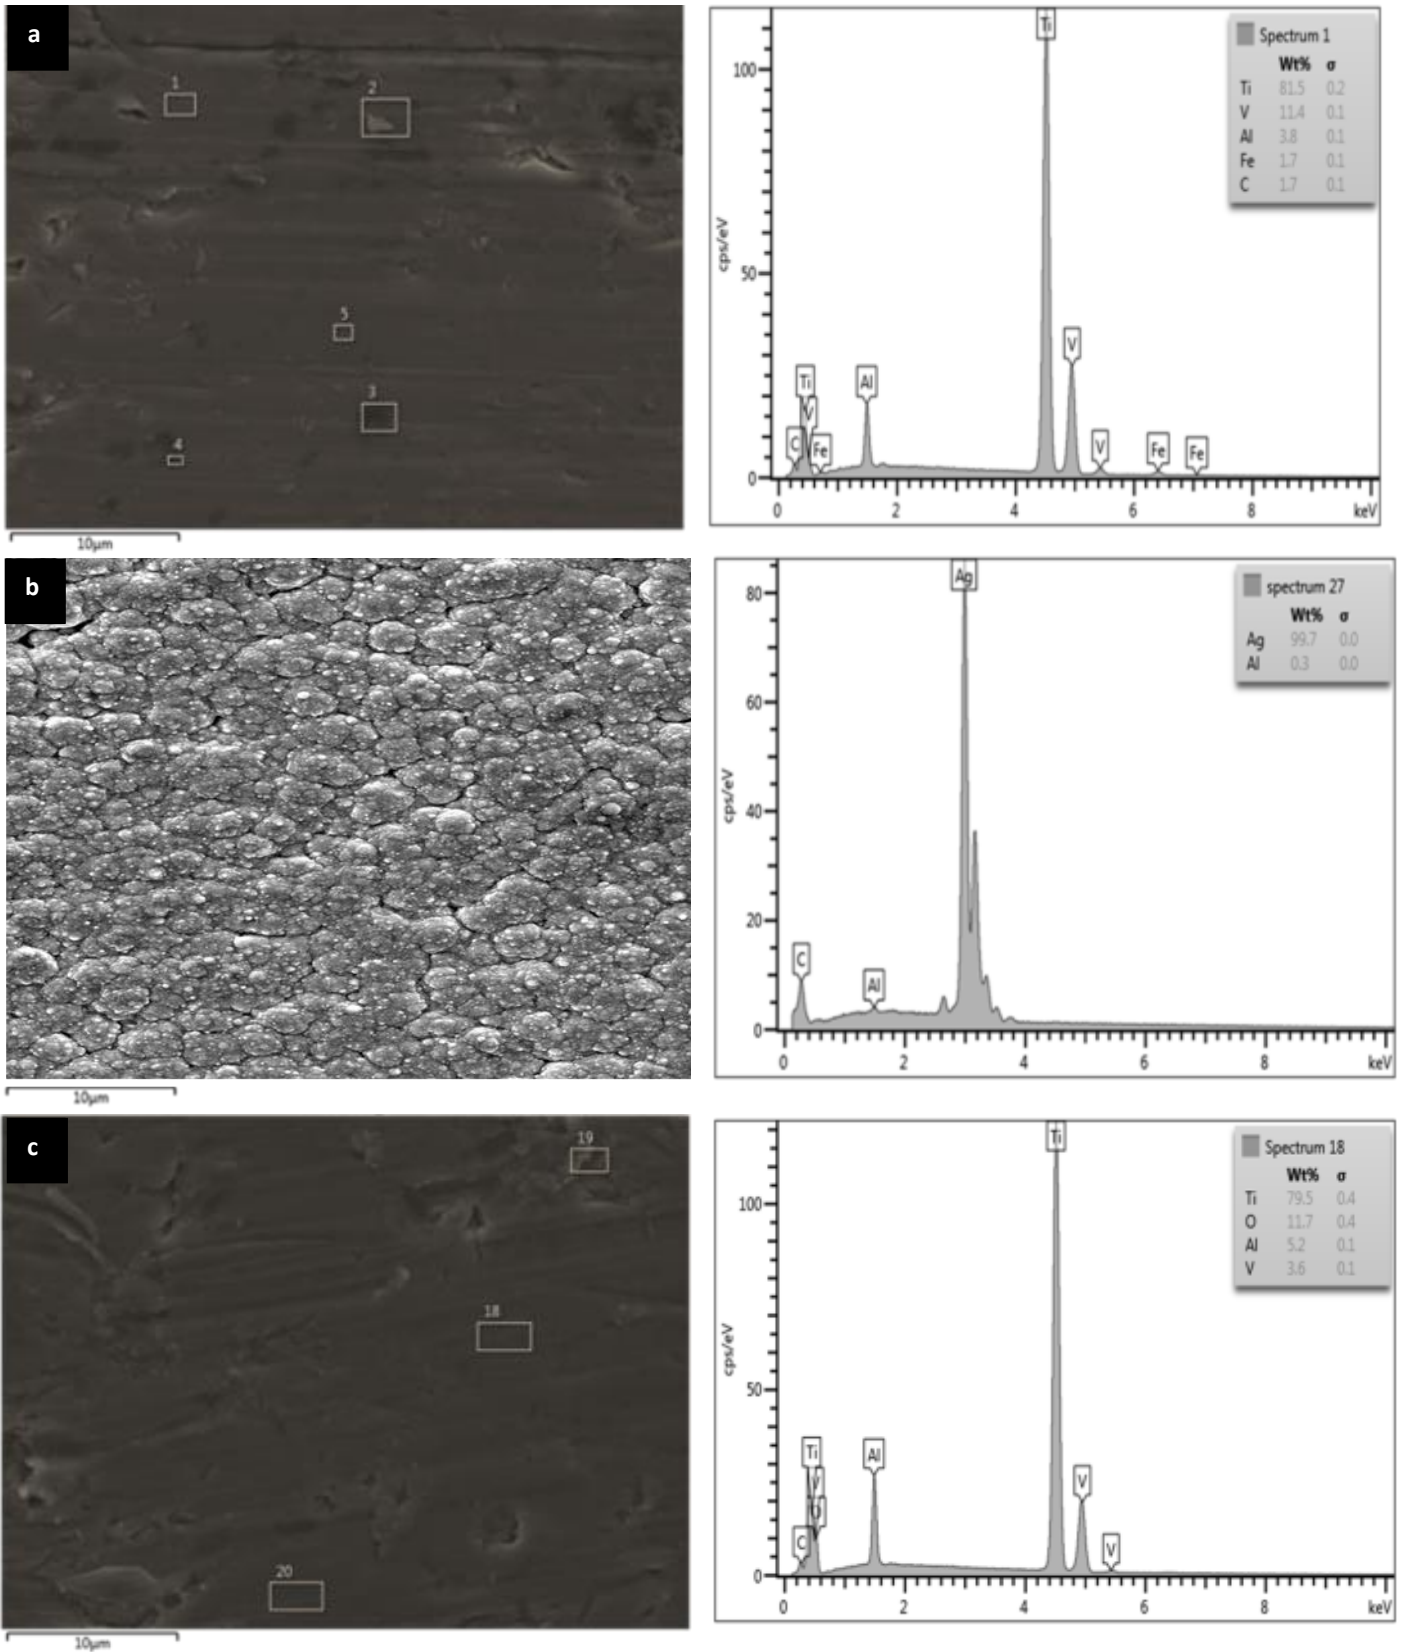 a
1
2
5
3
4
10μm
Spectrum 1
Wt% σ
Ti 81.5 0.2
V 11.4 0.1
Al 3.8 0.1
Fe 1.7 0.1
C 1.7 0.1
cps/eV
100
50
0
Ti
Ti
V
C
Fe
Al
V
V
Fe
Fe
0 2 4 6 8 keV
b
10μm
spectrum 27
Wt% σ
Ag 99.7 0.0
Al 0.3 0.0
cps/eV
80
60
40
20
0
Ag
C
Al
0 2 4 6 8 keV
c
19
18
20
10μm
Spectrum 18
Wt% σ
Ti 79.5 0.4
O 11.7 0.4
Al 5.2 0.1
V 3.6 0.1
cps/eV
100
50
0
Ti
Ti
V
O
C
Al
V
V
0 2 4 6 8 keV